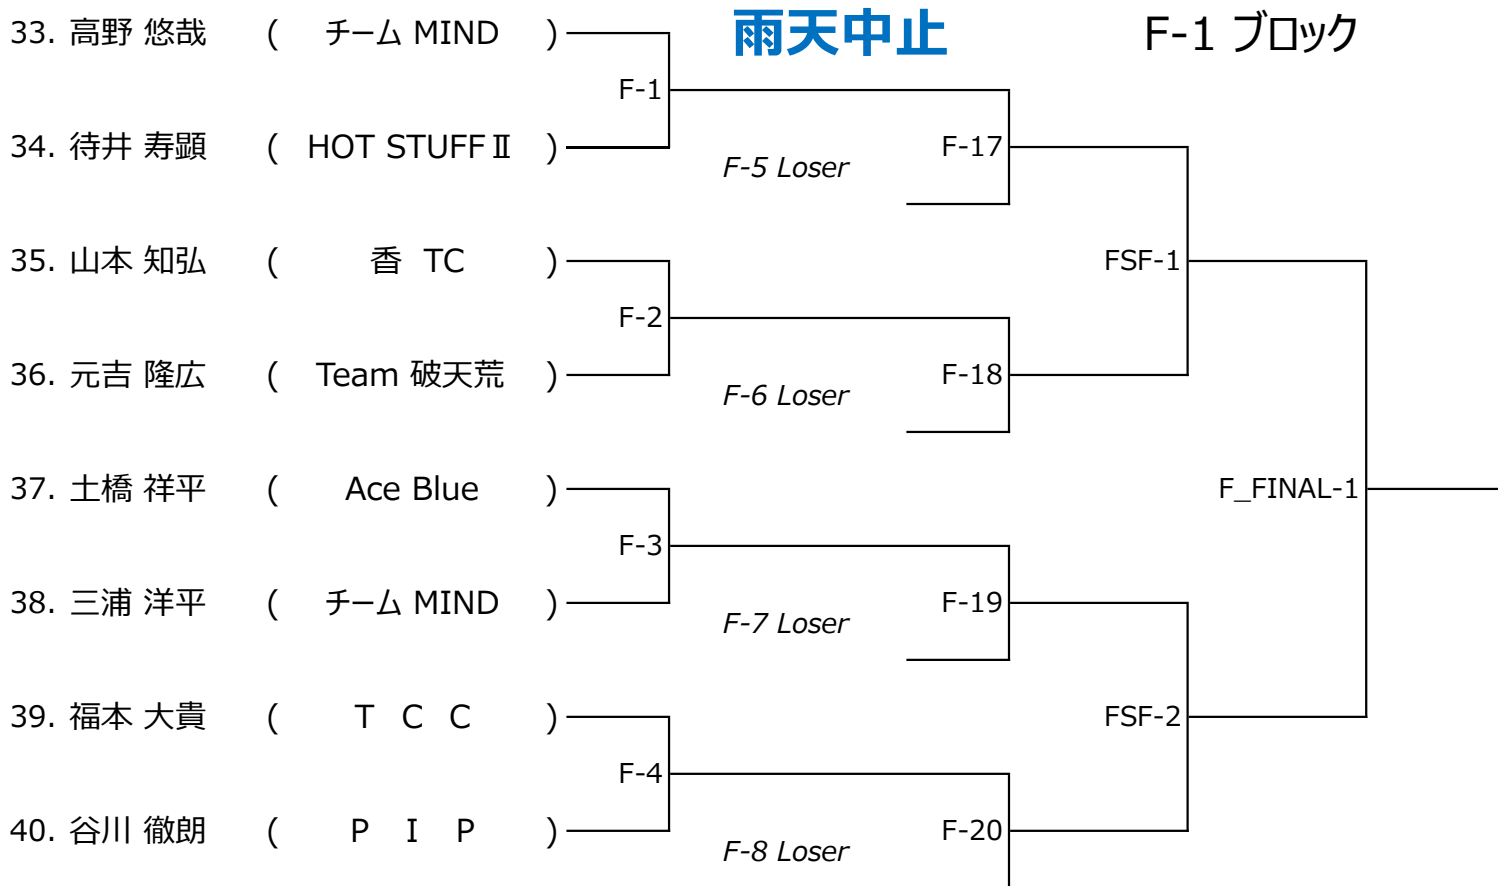 33. 高野 悠哉 ( チーム MIND ) 雨天中止 F-1 ブロック
F-1
34. 待井 寿顕 ( HOT STUFFⅡ ) F-5 Loser F-17
35. 山本 知弘 ( 香 TC ) FSF-1
F-2
36. 元吉 隆広 ( Team 破天荒 ) F-6 Loser F-18
37. 土橋 祥平 ( Ace Blue ) F_FINAL-1
F-3
38. 三浦 洋平 ( チーム MIND ) F-7 Loser F-19
39. 福本 大貴 ( T C C ) FSF-2
F-4
40. 谷川 徹朗 ( P I P ) F-8 Loser F-20